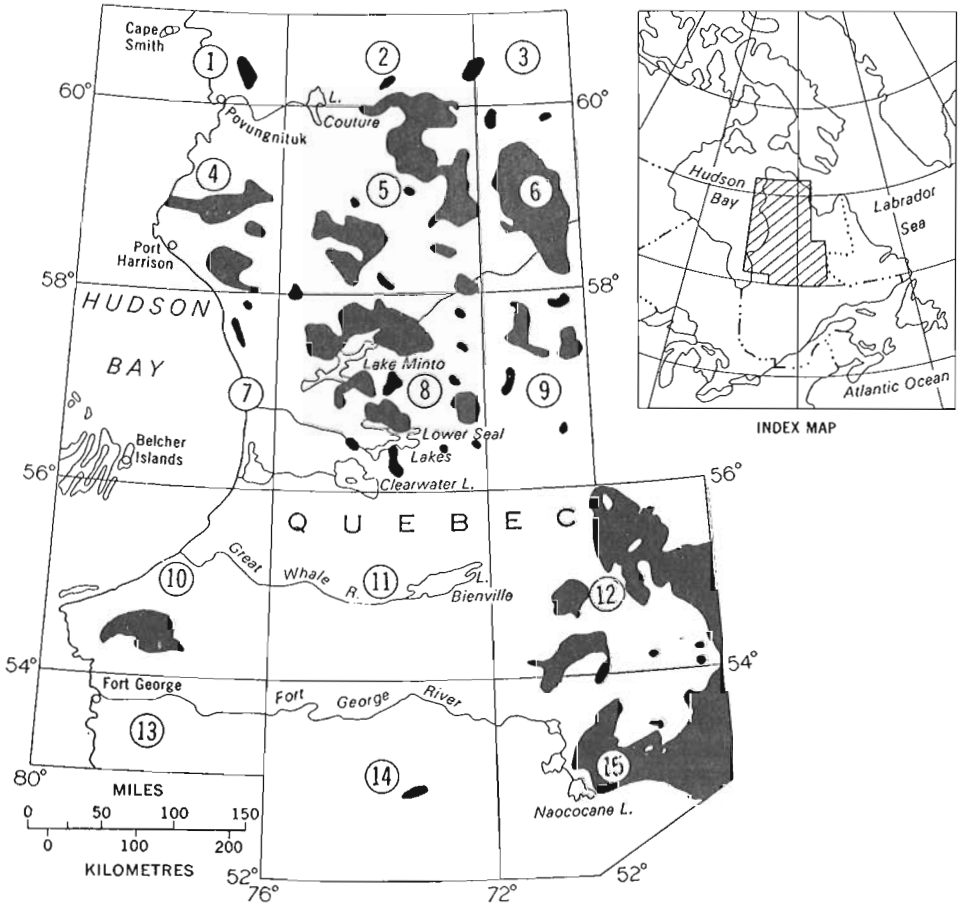 Cape
Smith
1
2
3
60°
60°
L.
Couture
Povungnituk
4
5
6
Port
Harrison
58°
58°
HUDSON
BAY
Lake Minto
7
8
9
Lower Seal
Lakes
Belcher
Islands
56°
Clearwater L.
56°
QUEBEC
Great
Whale
R.
10
11
L.
Bienville
12
54°
54°
Fort George
Fort
George
River
13
14
15
80°
Naococane L.
MILES
0 50 100 150
0 100 200
KILOMETRES
52°
52°
76°
72°
Hudson
Bay
Labrador
Sea
Atlantic Ocean
INDEX MAP